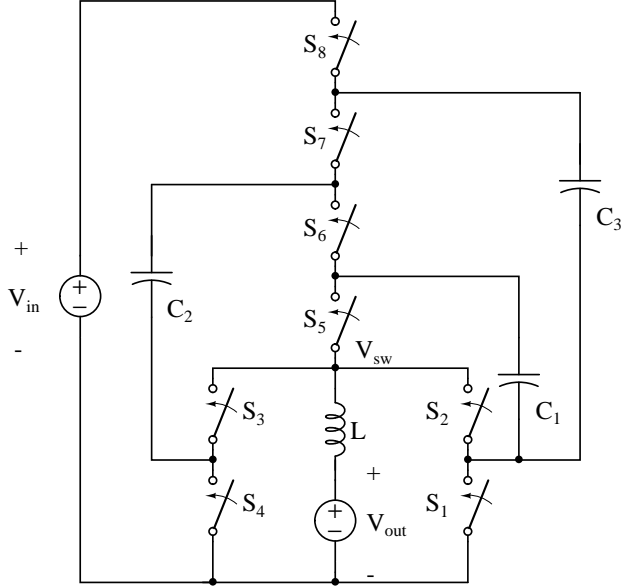 S8
S7
C3
+
S6
Vin
+
−
C2
S5
-
Vsw
S3
S2
C1
L
+
S4
S1
+
−
Vout
-